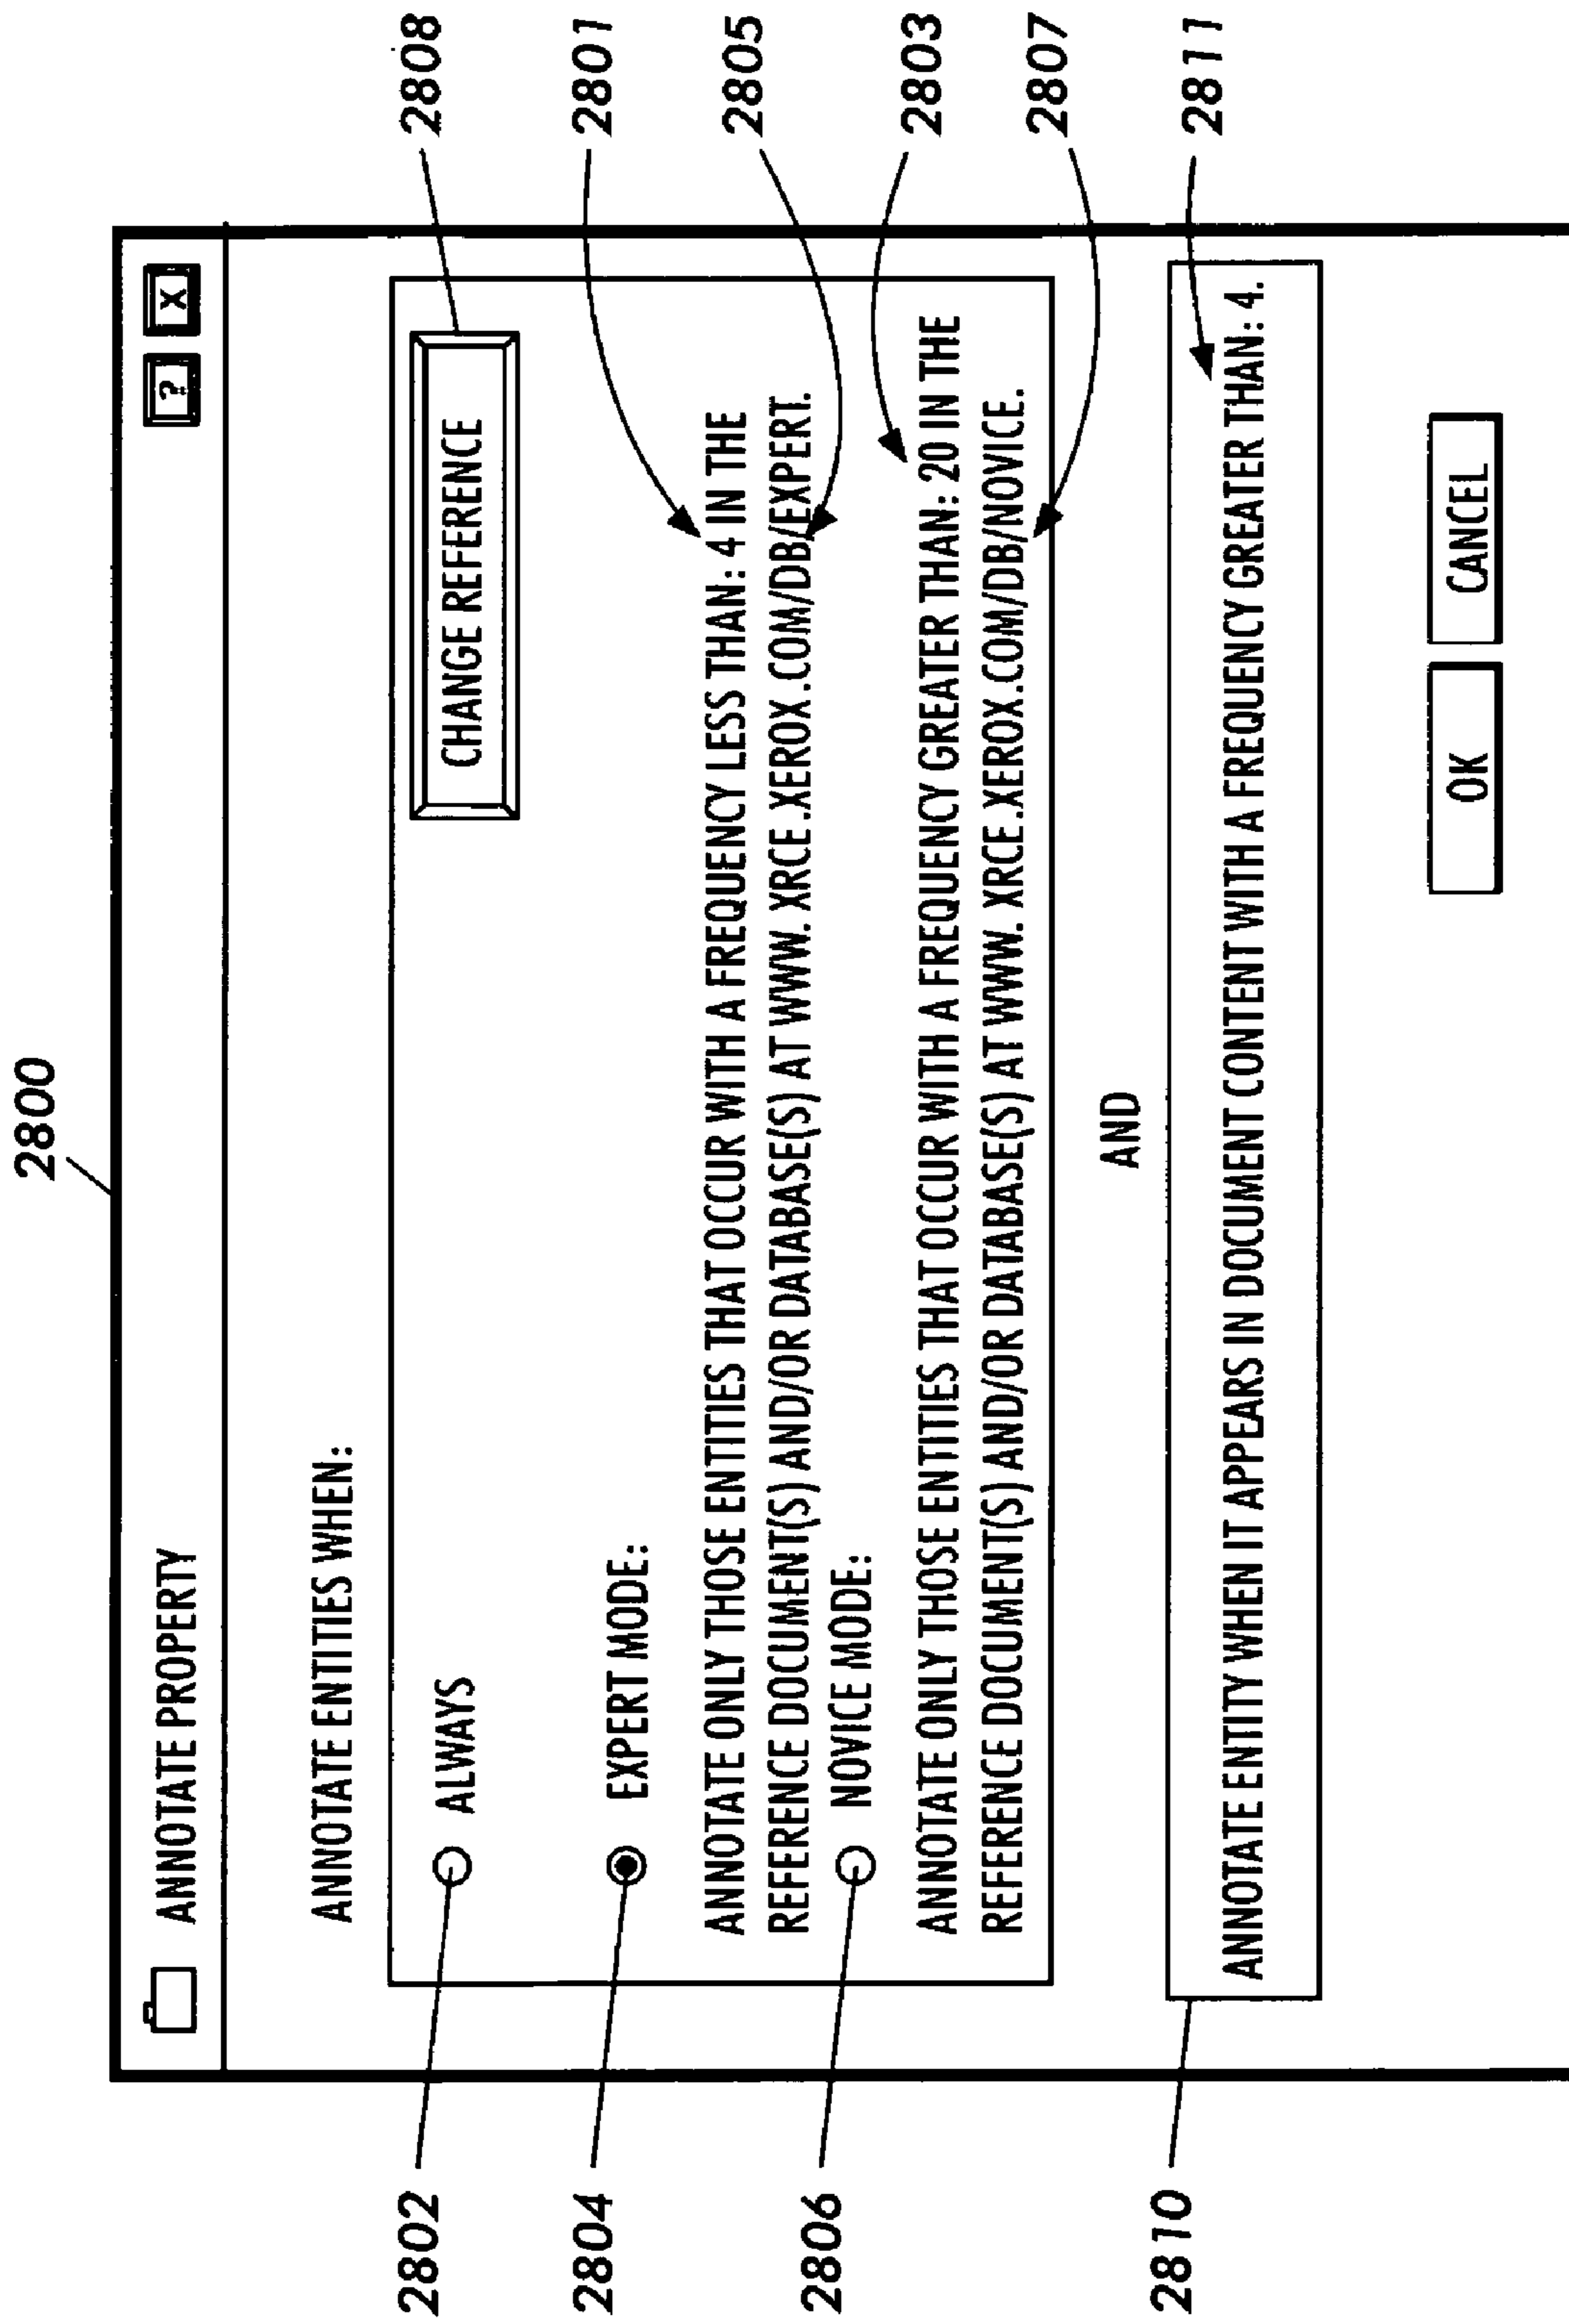 2800
ANNOTATE PROPERTY
? X
ANNOTATE ENTITIES WHEN:
2802
ALWAYS
CHANGE REFERENCE
2808
2804
EXPERT MODE:
2801
ANNOTATE ONLY THOSE ENTITIES THAT OCCUR WITH A FREQUENCY LESS THAN: 4 IN THE
REFERENCE DOCUMENT(S) AND/OR DATABASE(S) AT WWW. XRCE.XEROX.COM/DB/EXPERT.
2805
2806
NOVICE MODE:
2803
ANNOTATE ONLY THOSE ENTITIES THAT OCCUR WITH A FREQUENCY GREATER THAN: 20 IN THE
REFERENCE DOCUMENT(S) AND/OR DATABASE(S) AT WWW. XRCE.XEROX.COM/DB/NOVICE.
2807
AND
2810
ANNOTATE ENTITY WHEN IT APPEARS IN DOCUMENT CONTENT WITH A FREQUENCY GREATER THAN: 4.
2811
OK CANCEL